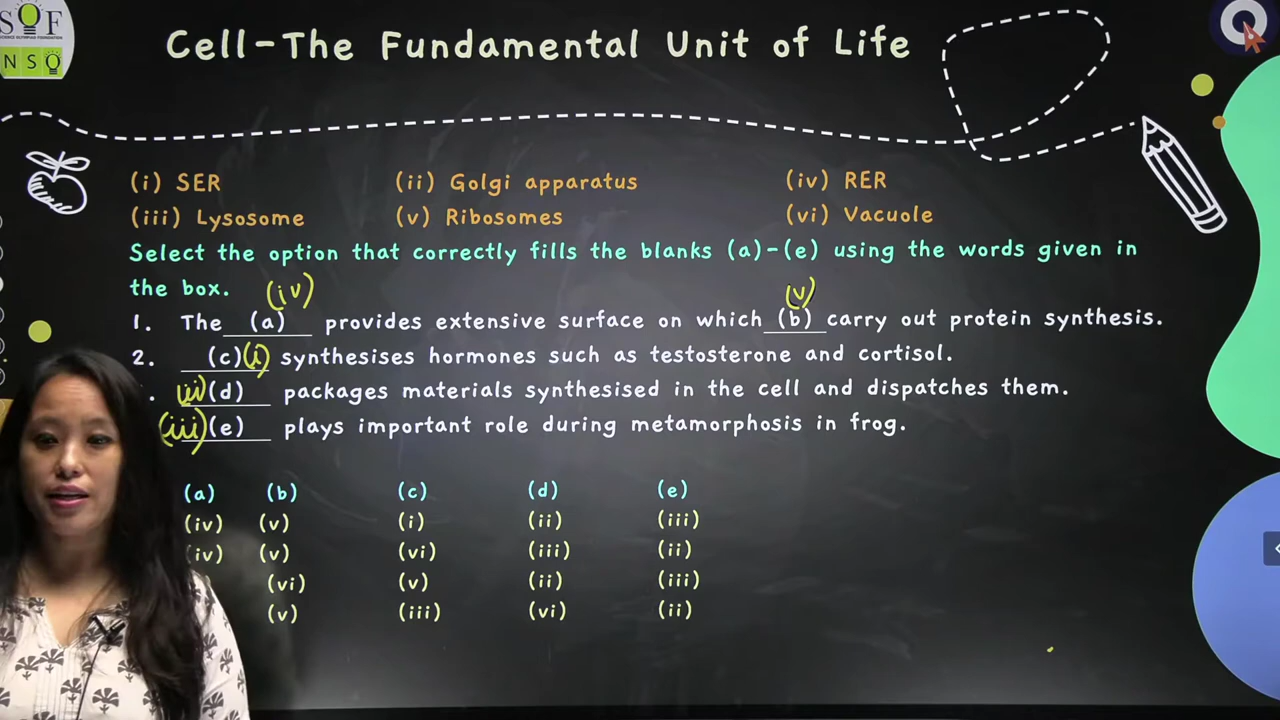 SOF
NSO
Cell-The Fundamental Unit of Life
(i) SER (ii) Golgi apparatus (iv) RER
(iii) Lysosome (v) Ribosomes (vi) Vacuole
Select the option that correctly fills the blanks (a)-(e) using the words given in
the box.
(iv) (v)
1. The (a) provides extensive surface on which (b) carry out protein synthesis.
2. (c) (i) synthesises hormones such as testosterone and cortisol.
. (ii) (d) packages materials synthesised in the cell and dispatches them.
(iii) (e) plays important role during metamorphosis in frog.
(a) (b) (c) (d) (e)
(iv) (v) (i) (ii) (iii)
(iv) (v) (vi) (iii) (ii)
(vi) (v) (ii) (iii)
(v) (iii) (vi) (ii)